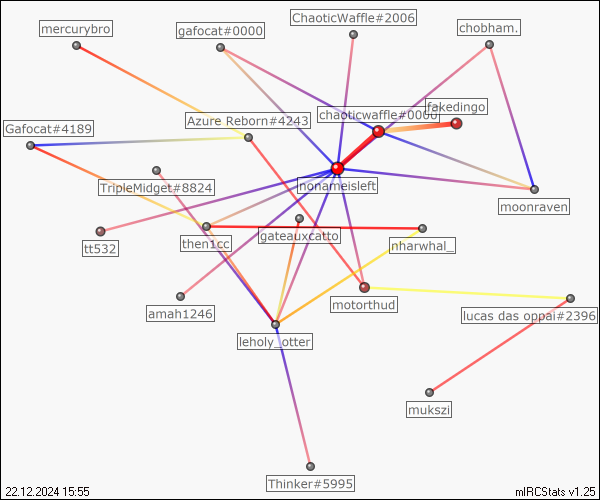 mercurybro
gafocat#0000
ChaoticWaffle#2006
chobham.
Gafocat#4189
Azure Reborn#4243
chaoticwaffle#0000
fakedingo
TripleMidget#8824
nonameisleft
moonraven
tt532
then1cc
gateauxcatto
nharwhal_
amah1246
motorthud
lucas das oppai#2396
leholy_otter
mukszi
Thinker#5995
22.12.2024 15:55
mIRCStats v1.25